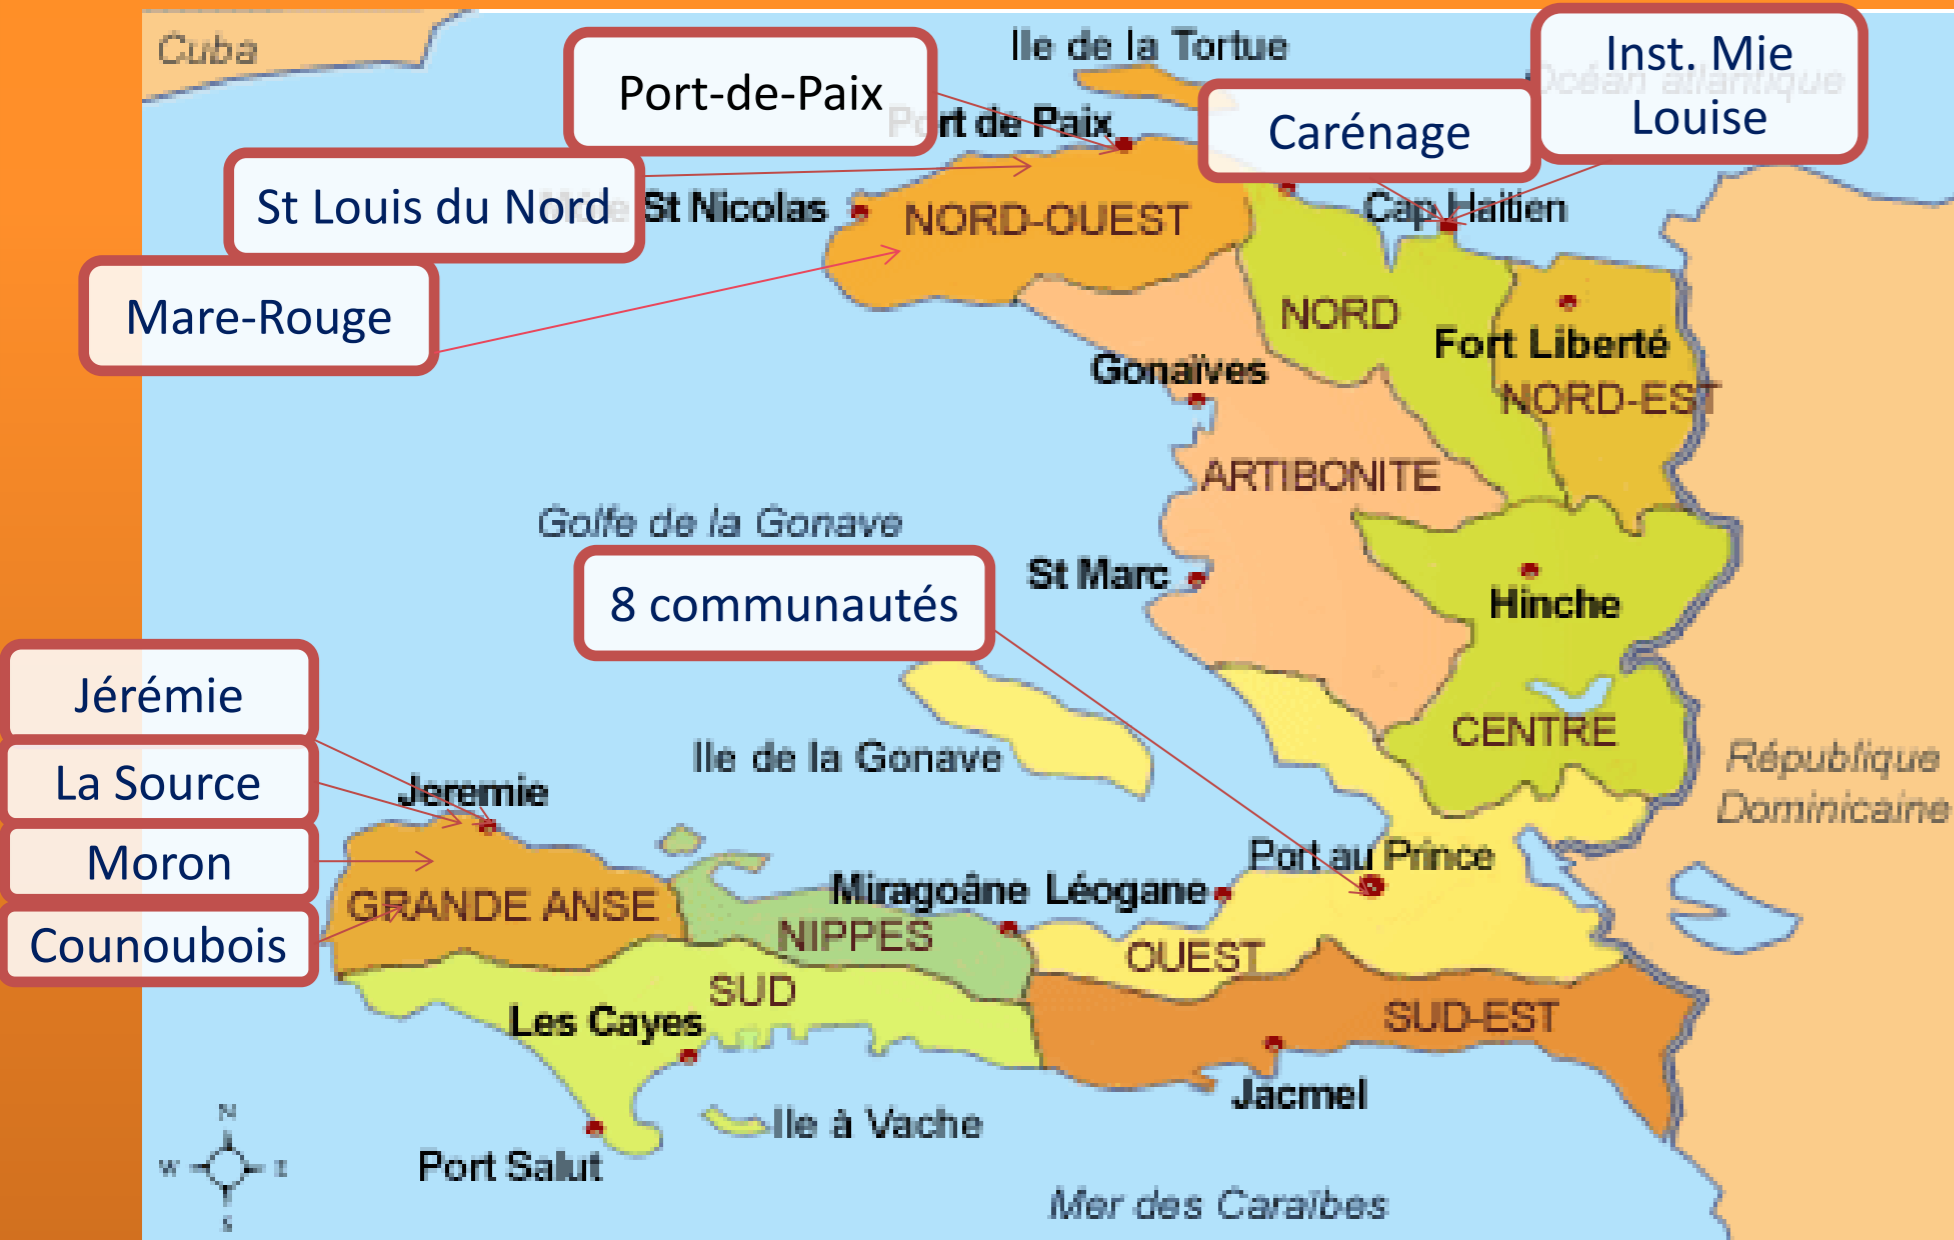 Cuba
Ile de la Tortue
Inst. Mie
Louise
Océan atlantique
Port-de-Paix
Port de Paix
Carénage
St Louis du Nord
Môle St Nicolas
NORD-OUEST
Cap Haïtien
Mare-Rouge
NORD
Fort Liberté
Gonaïves
NORD-EST
ARTIBONITE
Golfe de la Gonave
St Marc
8 communautés
Hinche
Jérémie
CENTRE
Ile de la Gonave
République
Dominicaine
La Source
Jeremie
Moron
Port au Prince
Miragoâne
Léogane
GRANDE ANSE
Counoubois
NIPPES
OUEST
SUD
Les Cayes
SUD-EST
Jacmel
N
W
E
S
Ile à Vache
Port Salut
Mer des Caraïbes